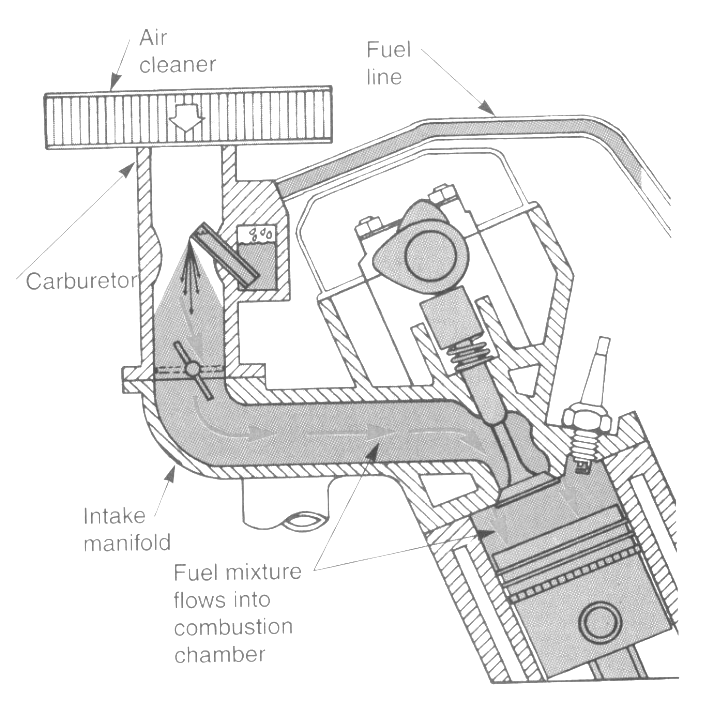 Air
cleaner
Fuel
line
Carburetor
Intake
manifold
Fuel mixture
flows into
combustion
chamber